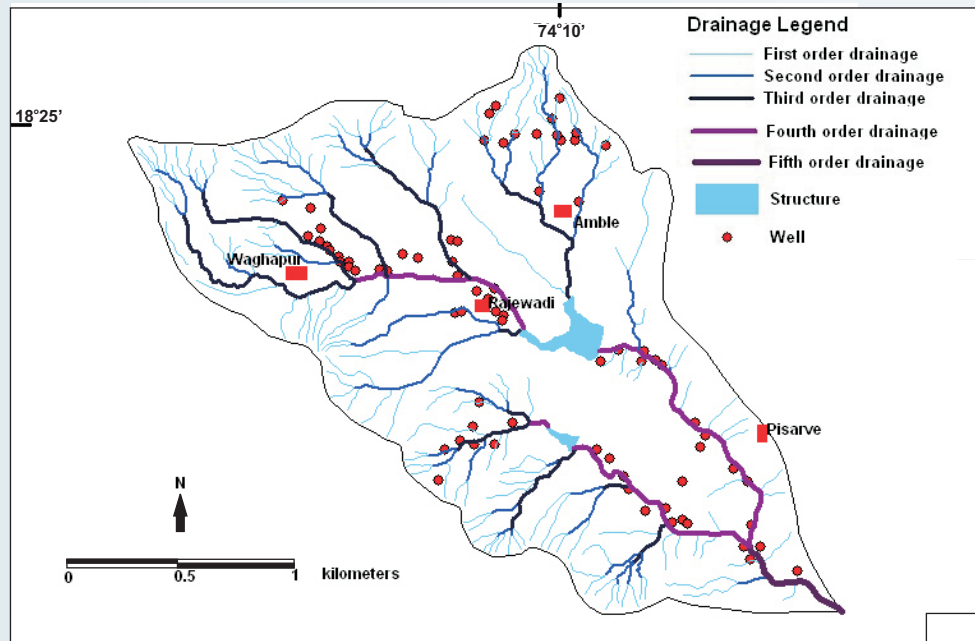 74°10'
18°25'
Drainage Legend
First order drainage
Second order drainage
Third order drainage
Fourth order drainage
Fifth order drainage
Structure
Well
Amble
Waghapur
Rajewadi
Pisarve
N
0 0.5 1 kilometers